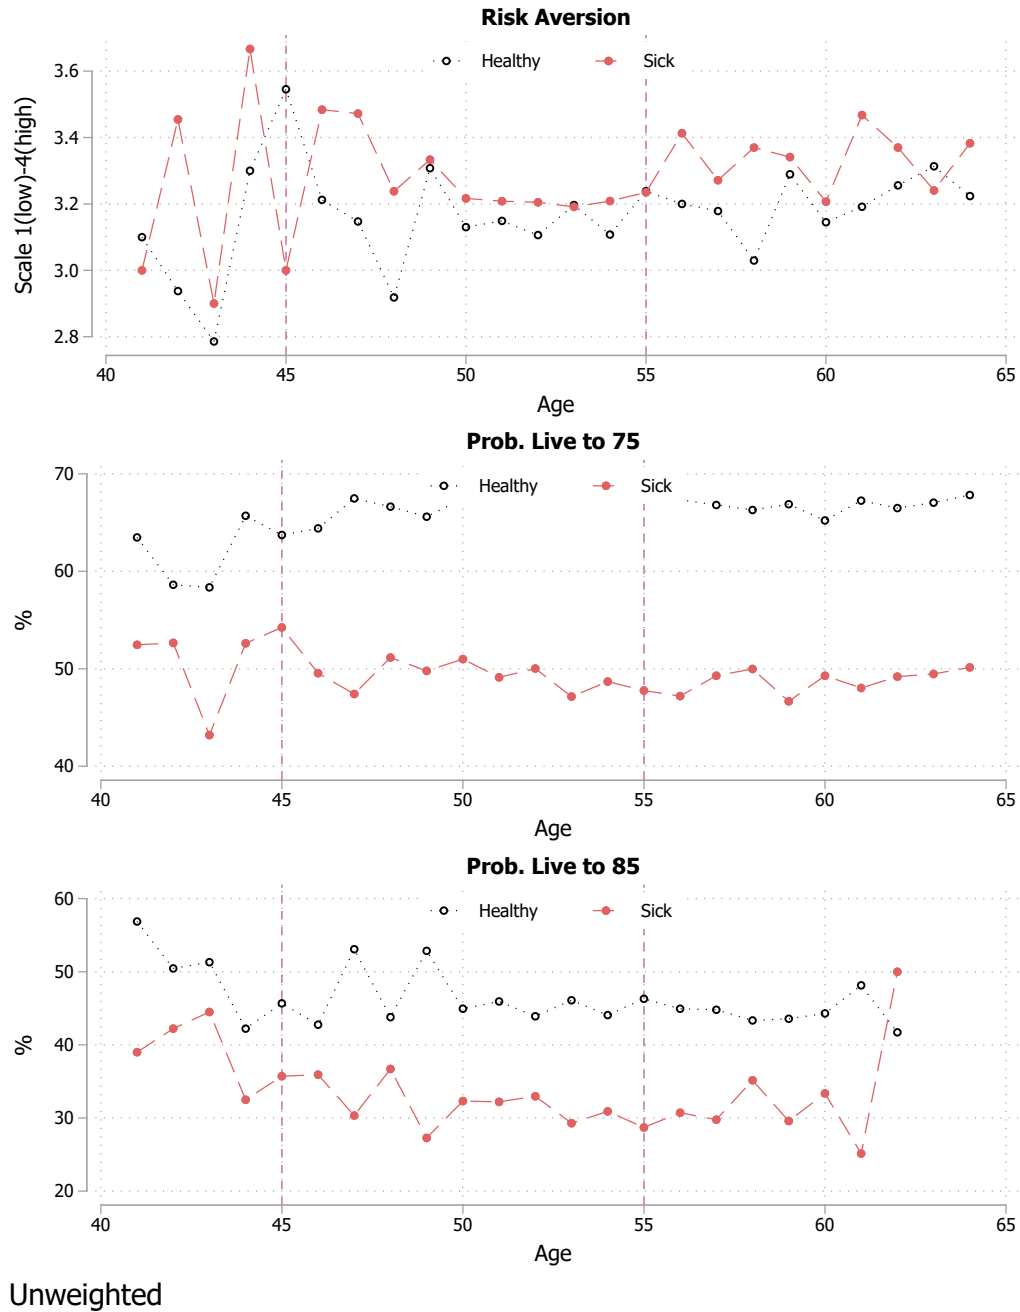 Risk Aversion
Healthy Sick
Scale 1(low)-4(high)
3.6
3.4
3.2
3.0
2.8
40 45 50 55 60 65
Age
Prob. Live to 75
Healthy Sick
%
70
60
50
40
40 45 50 55 60 65
Age
Prob. Live to 85
Healthy Sick
%
60
50
40
30
20
40 45 50 55 60 65
Age
Unweighted